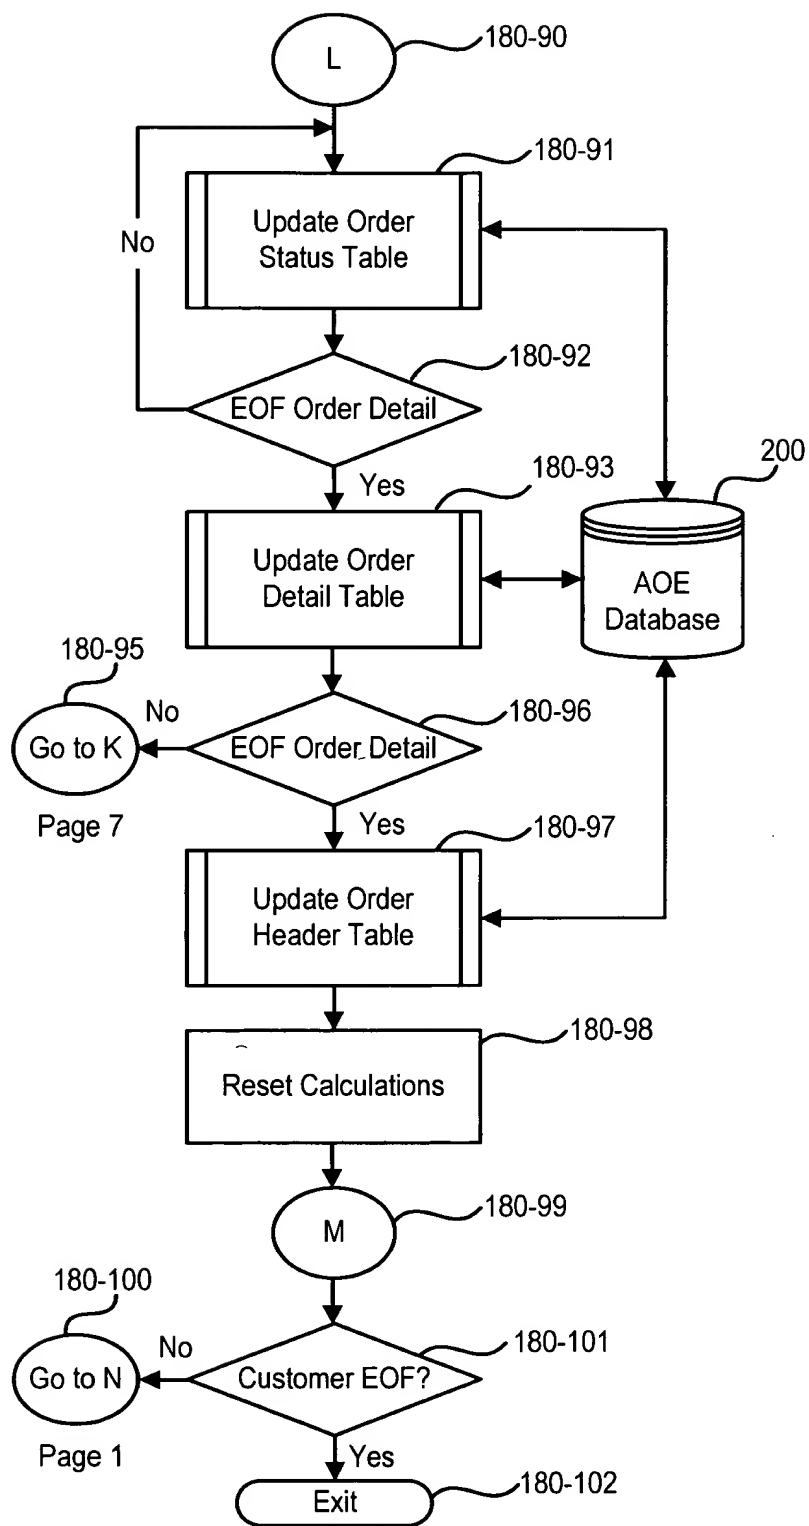 L
180-90
180-91
Update Order
Status Table
No
180-92
EOF Order Detail
Yes
180-93
200
Update Order
Detail Table
AOE
Database
180-95
No
180-96
Go to K
EOF Order Detail
Page 7
Yes
180-97
Update Order
Header Table
180-98
Reset Calculations
M
180-99
180-100
No
180-101
Go to N
Customer EOF?
Page 1
Yes
Exit
180-102